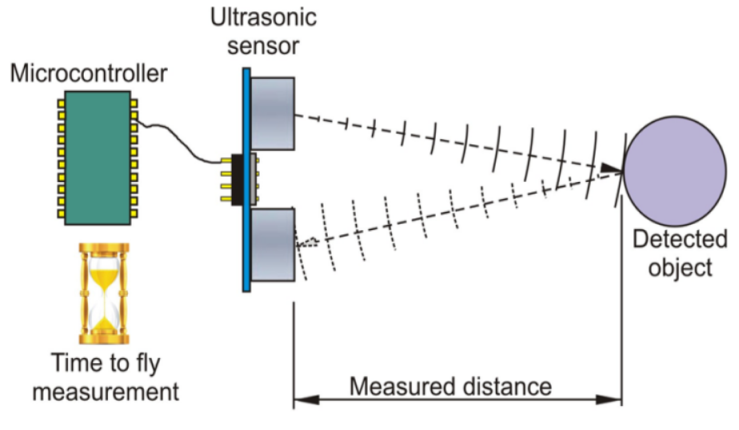 Ultrasonic
sensor
Microcontroller
Detected
object
Time to fly
measurement
Measured distance